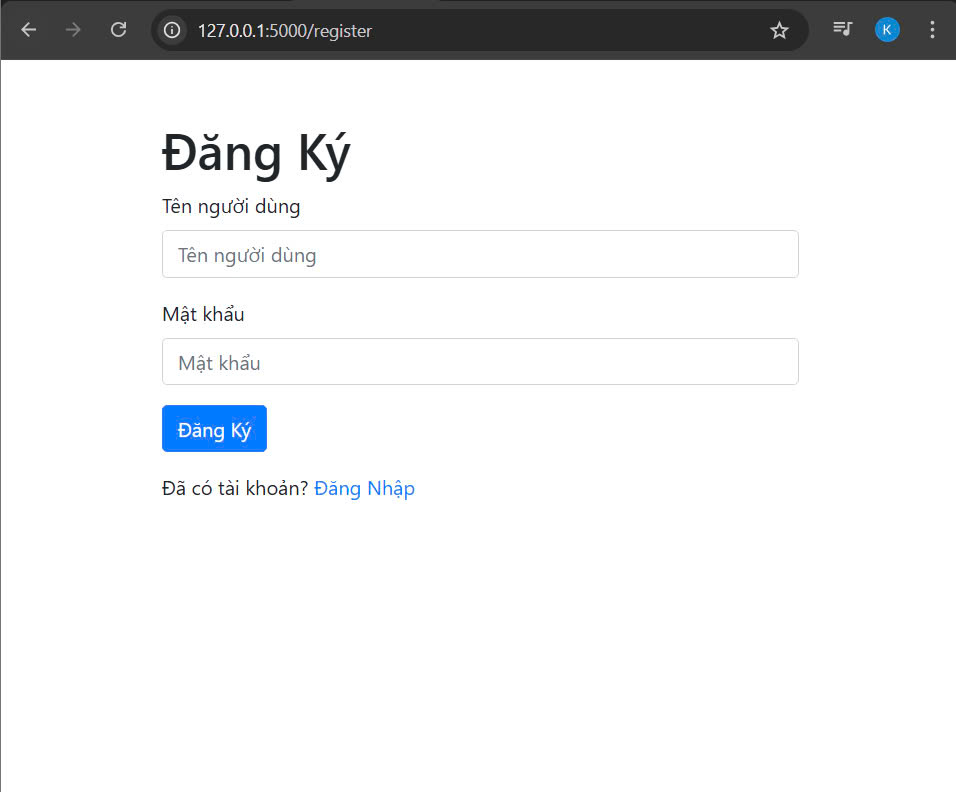 127.0.0.1:5000/register
K
Đăng Ký
Tên người dùng
Tên người dùng
Mật khẩu
Mật khẩu
Đăng Ký
Đã có tài khoản? Đăng Nhập